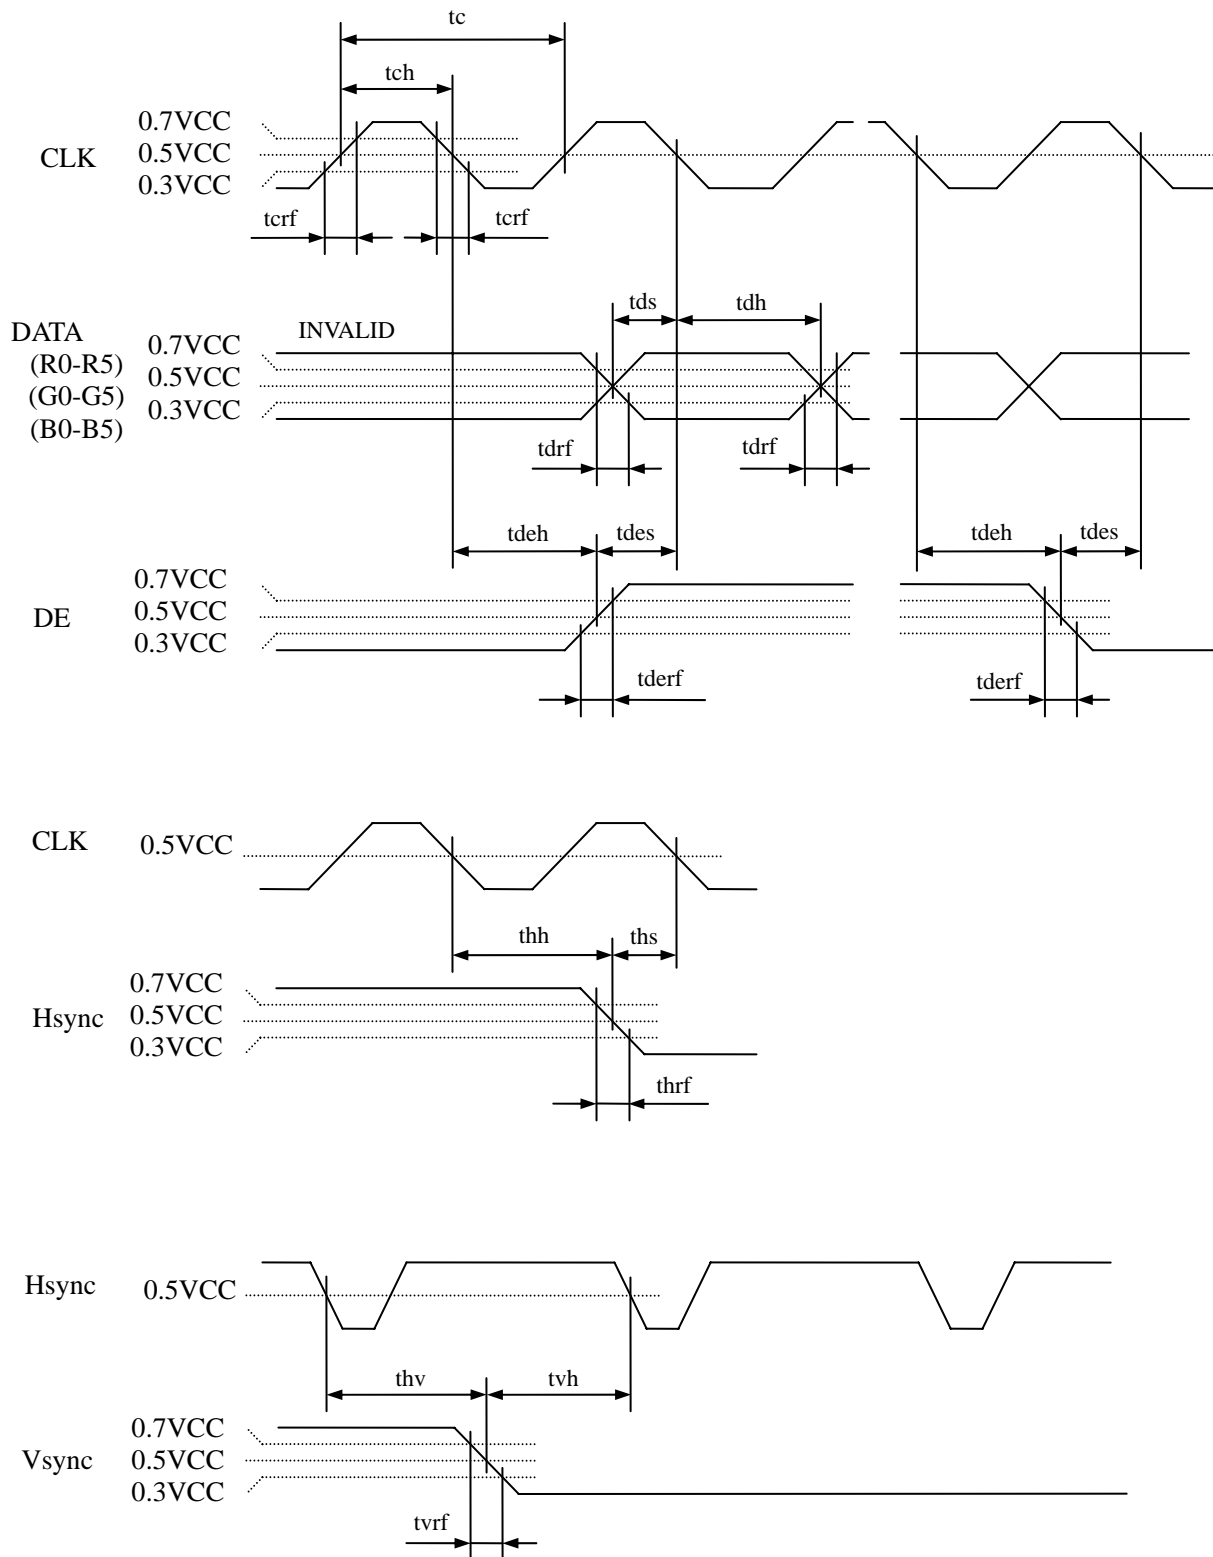 tc
tch
0.7VCC
CLK 0.5VCC
0.3VCC
tcrf tcrf
tds tdh
DATA INVALID
0.7VCC
(R0-R5)
0.5VCC
(G0-G5)
0.3VCC
(B0-B5)
tdrf tdrf
tdeh tdes tdeh tdes
0.7VCC
DE 0.5VCC
0.3VCC
tderf tderf
CLK 0.5VCC
thh ths
0.7VCC
Hsync 0.5VCC
0.3VCC
thrf
Hsync 0.5VCC
thv tvh
0.7VCC
Vsync 0.5VCC
0.3VCC
tvrf